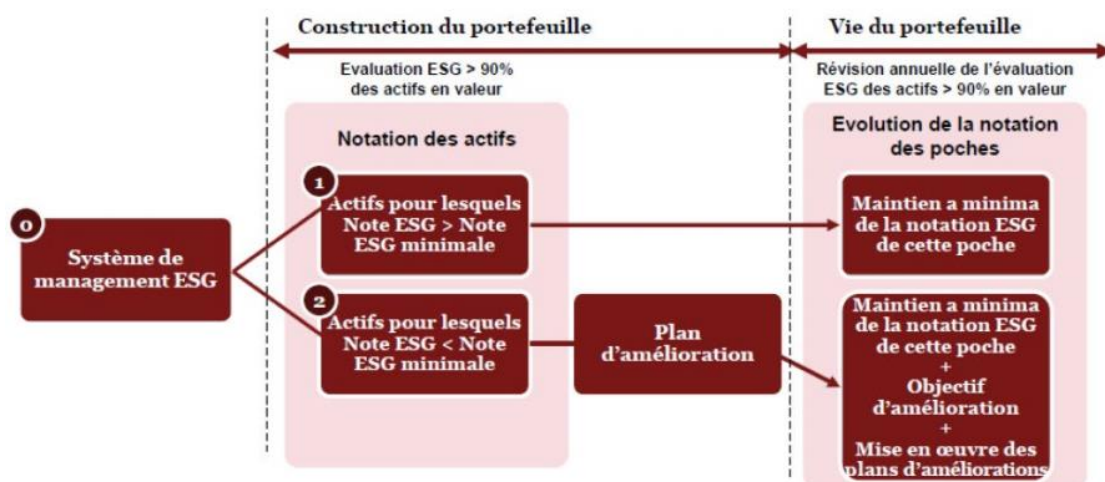 Construction du portefeuille
Vie du portefeuille
Evaluation ESG > 90%
des actifs en valeur
Révision annuelle de l'évaluation
ESG des actifs > 90% en valeur
Notation des actifs
Evolution de la notation
des poches
0
Système de
management ESG
1
Actifs pour lesquels
Note ESG > Note
ESG minimale
Maintien a minima
de la notation ESG
de cette poche
2
Actifs pour lesquels
Note ESG < Note
ESG minimale
Plan
d'amélioration
Maintien a minima
de la notation ESG
de cette poche
+
Objectif
d'amélioration
+
Mise en œuvre des
plans d'améliorations